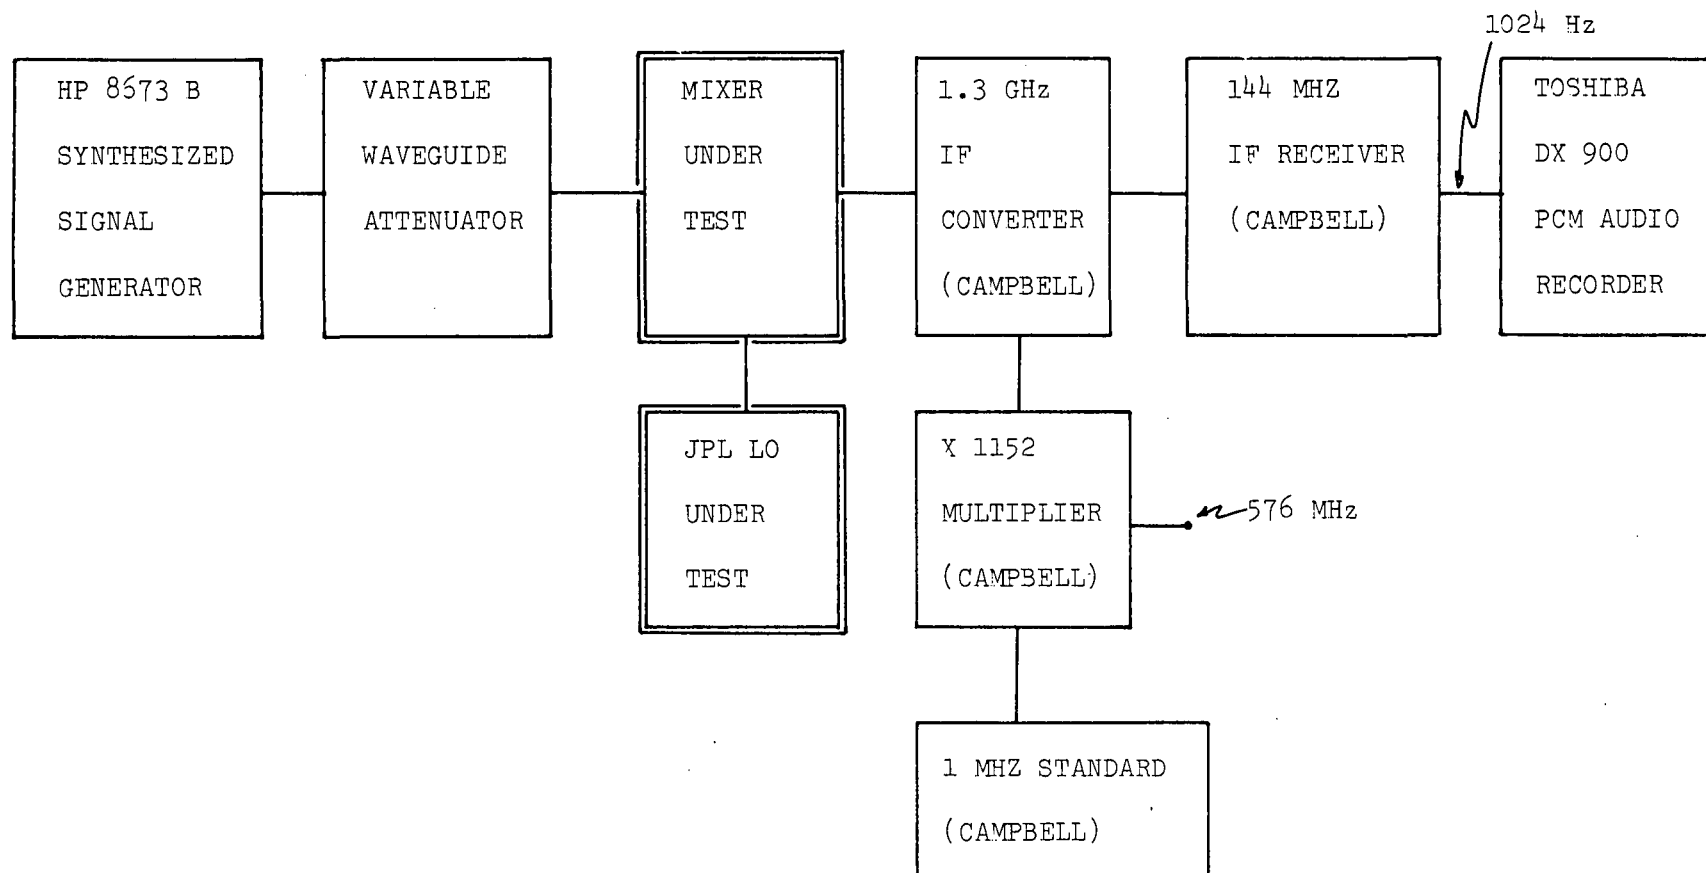 1024 Hz
HP 8673 B
SYNTHESIZED
SIGNAL
GENERATOR
VARIABLE
WAVEGUIDE
ATTENUATOR
MIXER
UNDER
TEST
1.3 GHz
IF
CONVERTER
(CAMPBELL)
144 MHZ
IF RECEIVER
(CAMPBELL)
TOSHIBA
DX 900
PCM AUDIO
RECORDER
JPL LO
UNDER
TEST
X 1152
MULTIPLIER
(CAMPBELL)
576 MHz
1 MHZ STANDARD
(CAMPBELL)